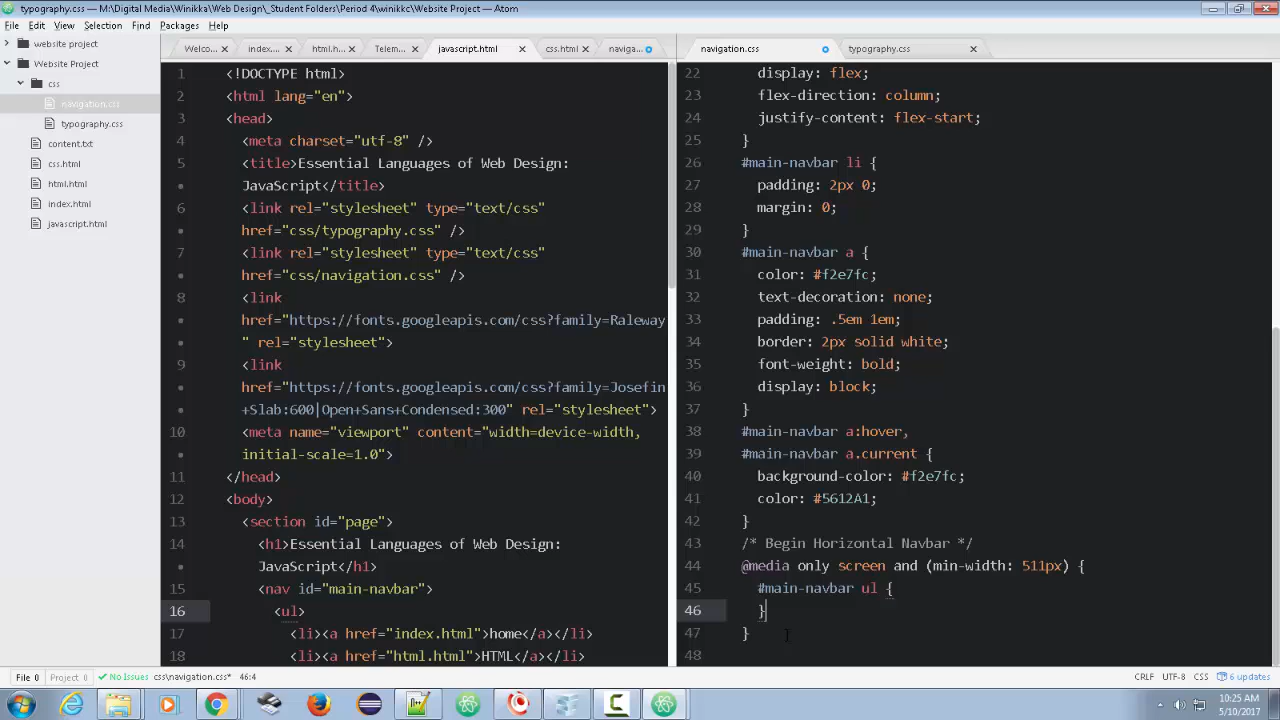 typography.css — M:\Digital Media\Winikka\Web Design\_Student Folders\Period 4\winikkc\Website Project — Atom
File Edit View Selection Find Packages Help
website project
Website Project
css
navigation.css
typography.css
content.txt
css.html
html.html
index.html
javascript.html
Welco... index... html.h... Telem... javascript.html css.html naviga...
1 <!DOCTYPE html>
2 <html lang="en">
3 <head>
4 <meta charset="utf-8" />
5 <title>Essential Languages of Web Design:
JavaScript</title>
6 <link rel="stylesheet" type="text/css"
href="css/typography.css" />
7 <link rel="stylesheet" type="text/css"
href="css/navigation.css" />
8 <link
href="https://fonts.googleapis.com/css?family=Raleway
" rel="stylesheet">
9 <link
href="https://fonts.googleapis.com/css?family=Josefin
+Slab:600|Open+Sans+Condensed:300" rel="stylesheet">
10 <meta name="viewport" content="width=device-width,
initial-scale=1.0">
11 </head>
12 <body>
13 <section id="page">
14 <h1>Essential Languages of Web Design:
JavaScript</h1>
15 <nav id="main-navbar">
16 <ul>
17 <li><a href="index.html">home</a></li>
18 <li><a href="html.html">HTML</a></li>
navigation.css typography.css
22 display: flex;
23 flex-direction: column;
24 justify-content: flex-start;
25 }
26 #main-navbar li {
27 padding: 2px 0;
28 margin: 0;
29 }
30 #main-navbar a {
31 color: #f2e7fc;
32 text-decoration: none;
33 padding: .5em 1em;
34 border: 2px solid white;
35 font-weight: bold;
36 display: block;
37 }
38 #main-navbar a:hover,
39 #main-navbar a.current {
40 background-color: #f2e7fc;
41 color: #5612A1;
42 }
43 /* Begin Horizontal Navbar */
44 @media only screen and (min-width: 511px) {
45 #main-navbar ul {
46 }
47 }
48
File 0 Project 0 No Issues css\navigation.css* 46:4
CRLF UTF-8 CSS 6 updates
10:25 AM
5/10/2017